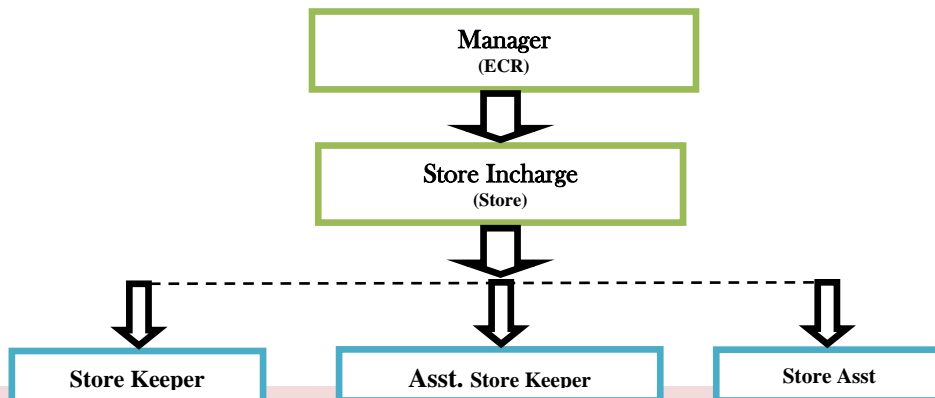 Manager
(ECR)
Store Incharge
(Store)
Store Keeper
Asst. Store Keeper
Store Asst